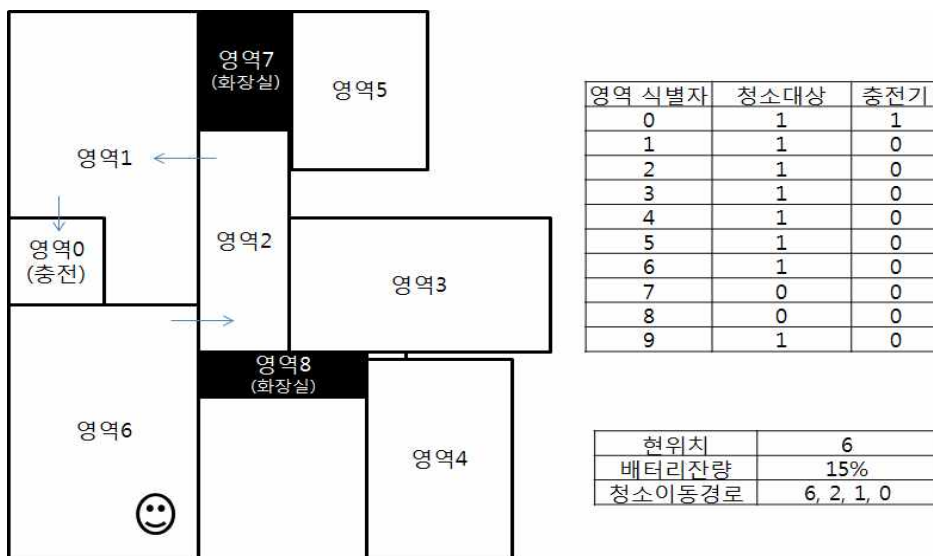 영역7
(화장실)
영역5
영역1
영역2
영역0
(충전)
영역3
영역8
(화장실)
영역6
영역4
영역 식별자 청소대상 충전기
0 1 1
1 1 0
2 1 0
3 1 0
4 1 0
5 1 0
6 1 0
7 0 0
8 0 0
9 1 0
현위치 6
배터리잔량 15%
청소이동경로 6, 2, 1, 0